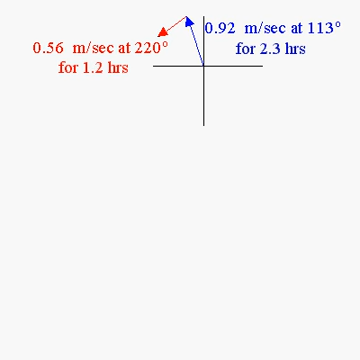 0.92 m/sec at 113°
for 2.3 hrs
0.56 m/sec at 220°
for 1.2 hrs